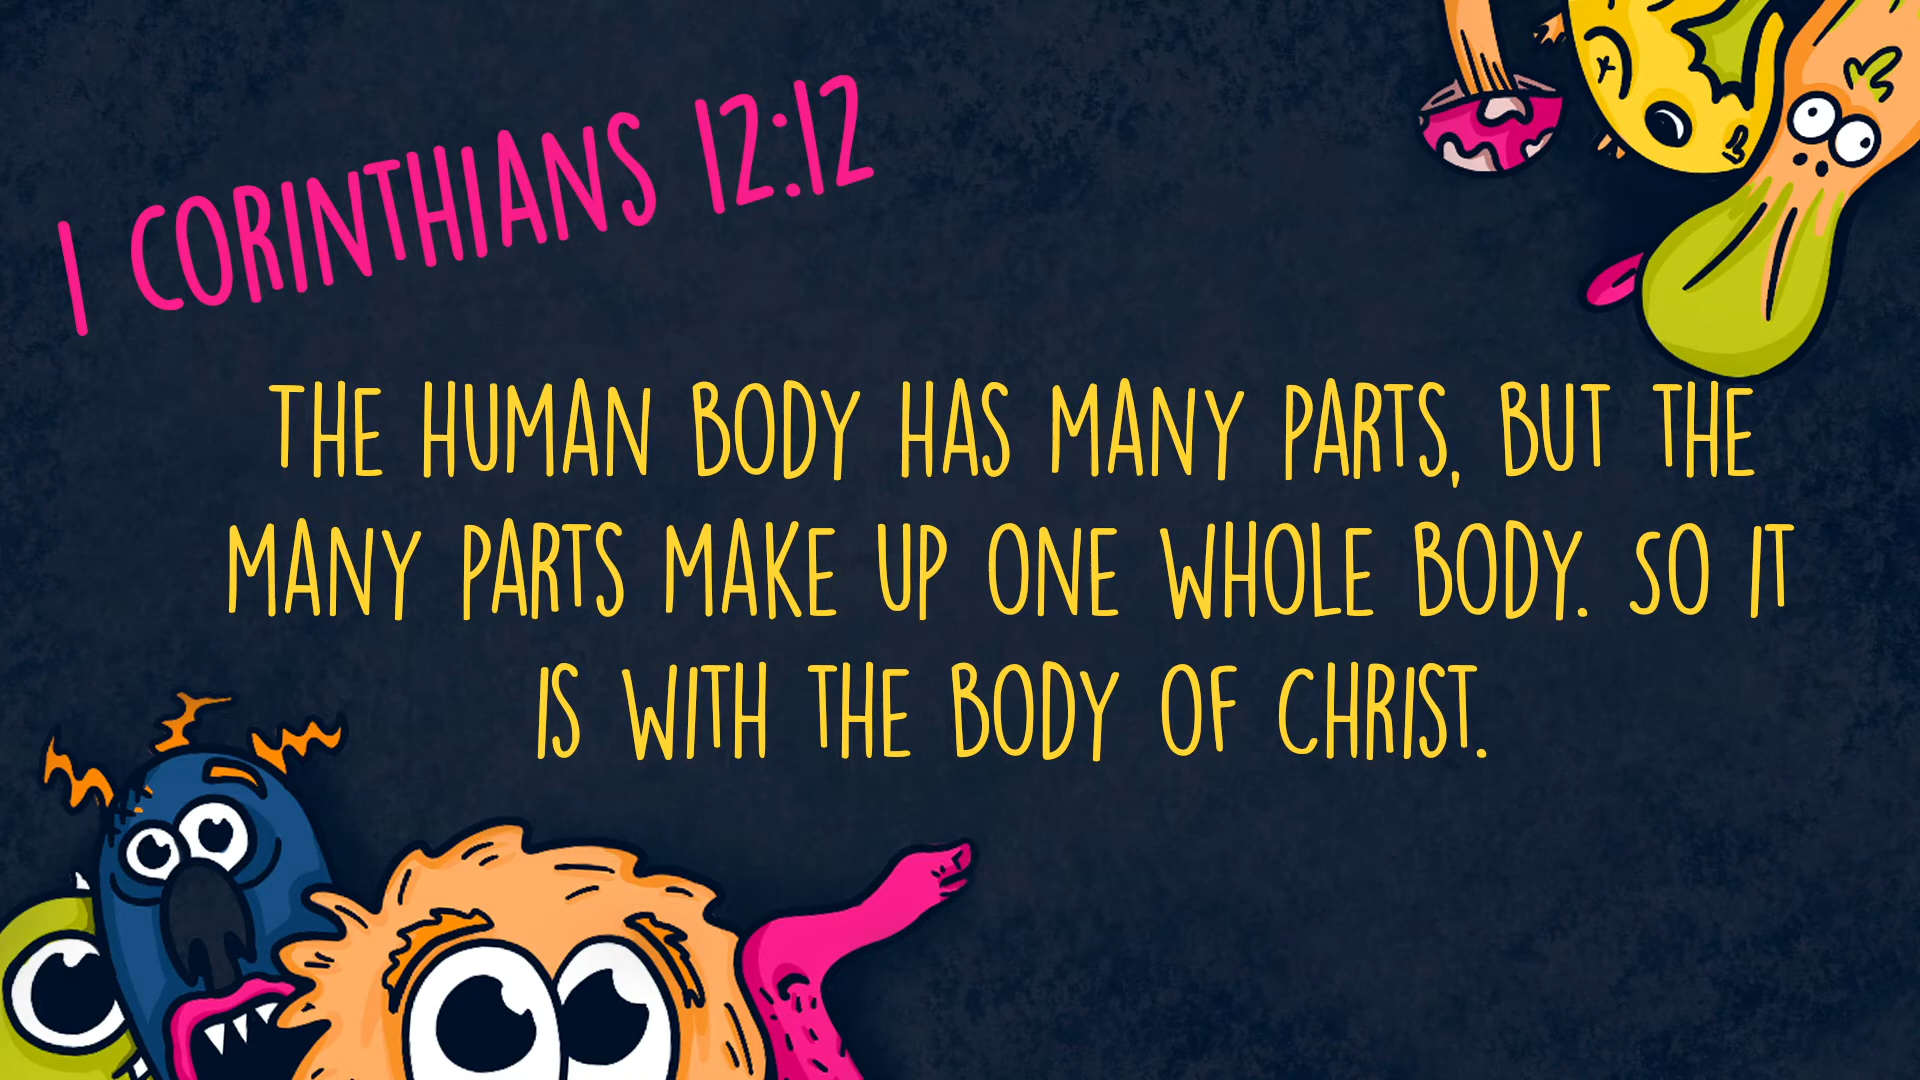 1 CORINTHIANS 12:12
THE HUMAN BODY HAS MANY PARTS, BUT THE
MANY PARTS MAKE UP ONE WHOLE BODY. SO IT
IS WITH THE BODY OF CHRIST.